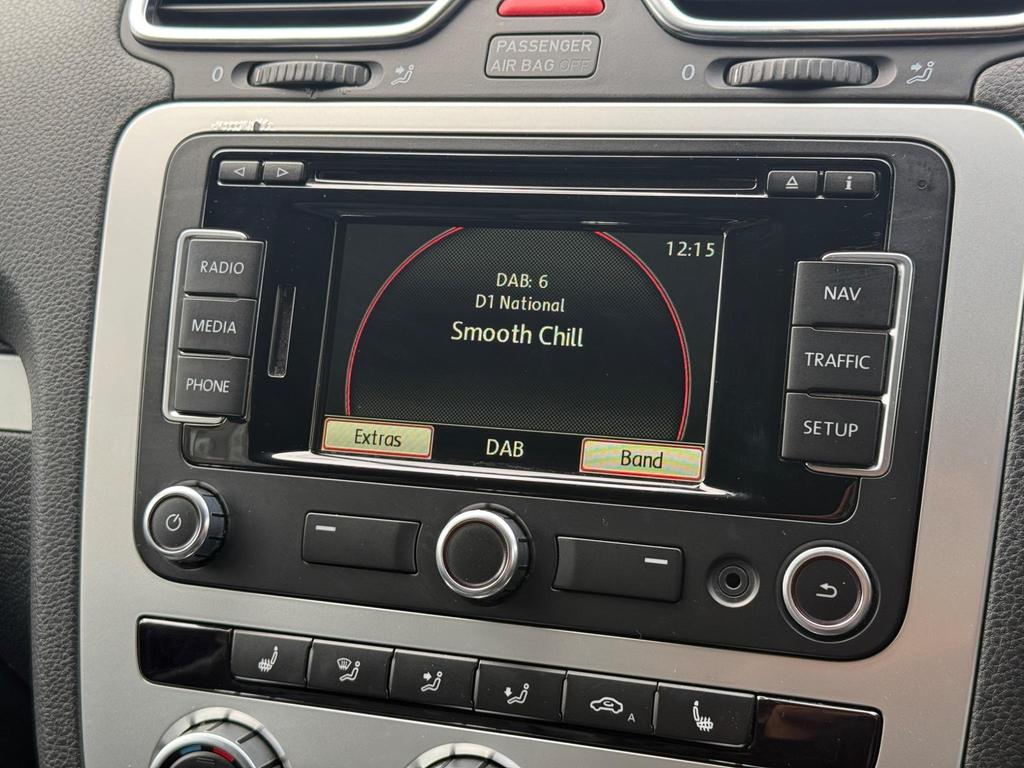 PASSENGER
AIR BAG OFF
0
0
i
12:15
RADIO
MEDIA
PHONE
DAB: 6
D1 National
Smooth Chill
NAV
TRAFFIC
SETUP
Extras
DAB
Band
A